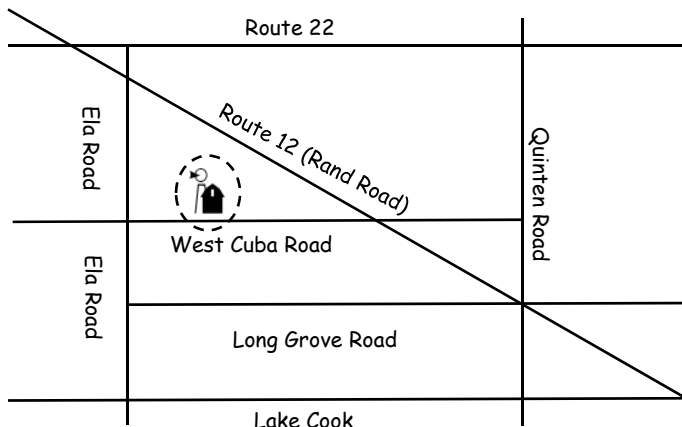 Route 22
Ela Road
Route 12 (Rand Road)
Quinten Road
West Cuba Road
Ela Road
Long Grove Road
Lake Cook